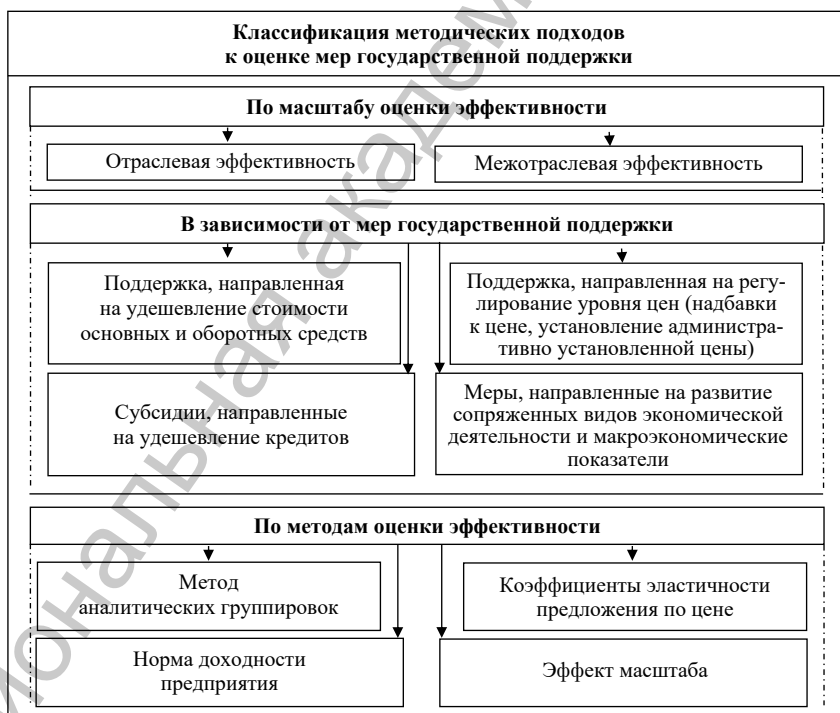 Классификация методических подходов
к оценке мер государственной поддержки
По масштабу оценки эффективности
Отраслевая эффективность
Межотраслевая эффективность
В зависимости от мер государственной поддержки
Поддержка, направленная
на удешевление стоимости
основных и оборотных средств
Поддержка, направленная на регу-
лирование уровня цен (надбавки
к цене, установление администра-
тивно установленной цены)
Субсидии, направленные
на удешевление кредитов
Меры, направленные на развитие
сопряженных видов экономической
деятельности и макроэкономические
показатели
По методам оценки эффективности
Метод
аналитических группировок
Коэффициенты эластичности
предложения по цене
Норма доходности
предприятия
Эффект масштаба